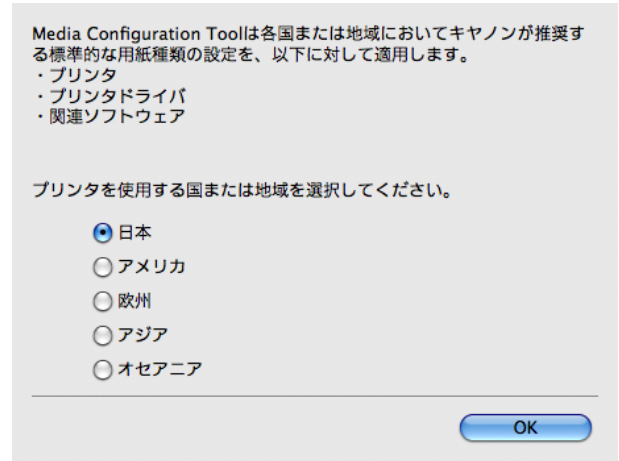 Media Configuration Toolは各国または地域においてキヤノンが推奨す
る標準的な用紙種類の設定を、以下に対して適用します。
・プリンタ
・プリンタドライバ
・関連ソフトウェア
プリンタを使用する国または地域を選択してください。
日本
アメリカ
欧州
アジア
オセアニア
OK